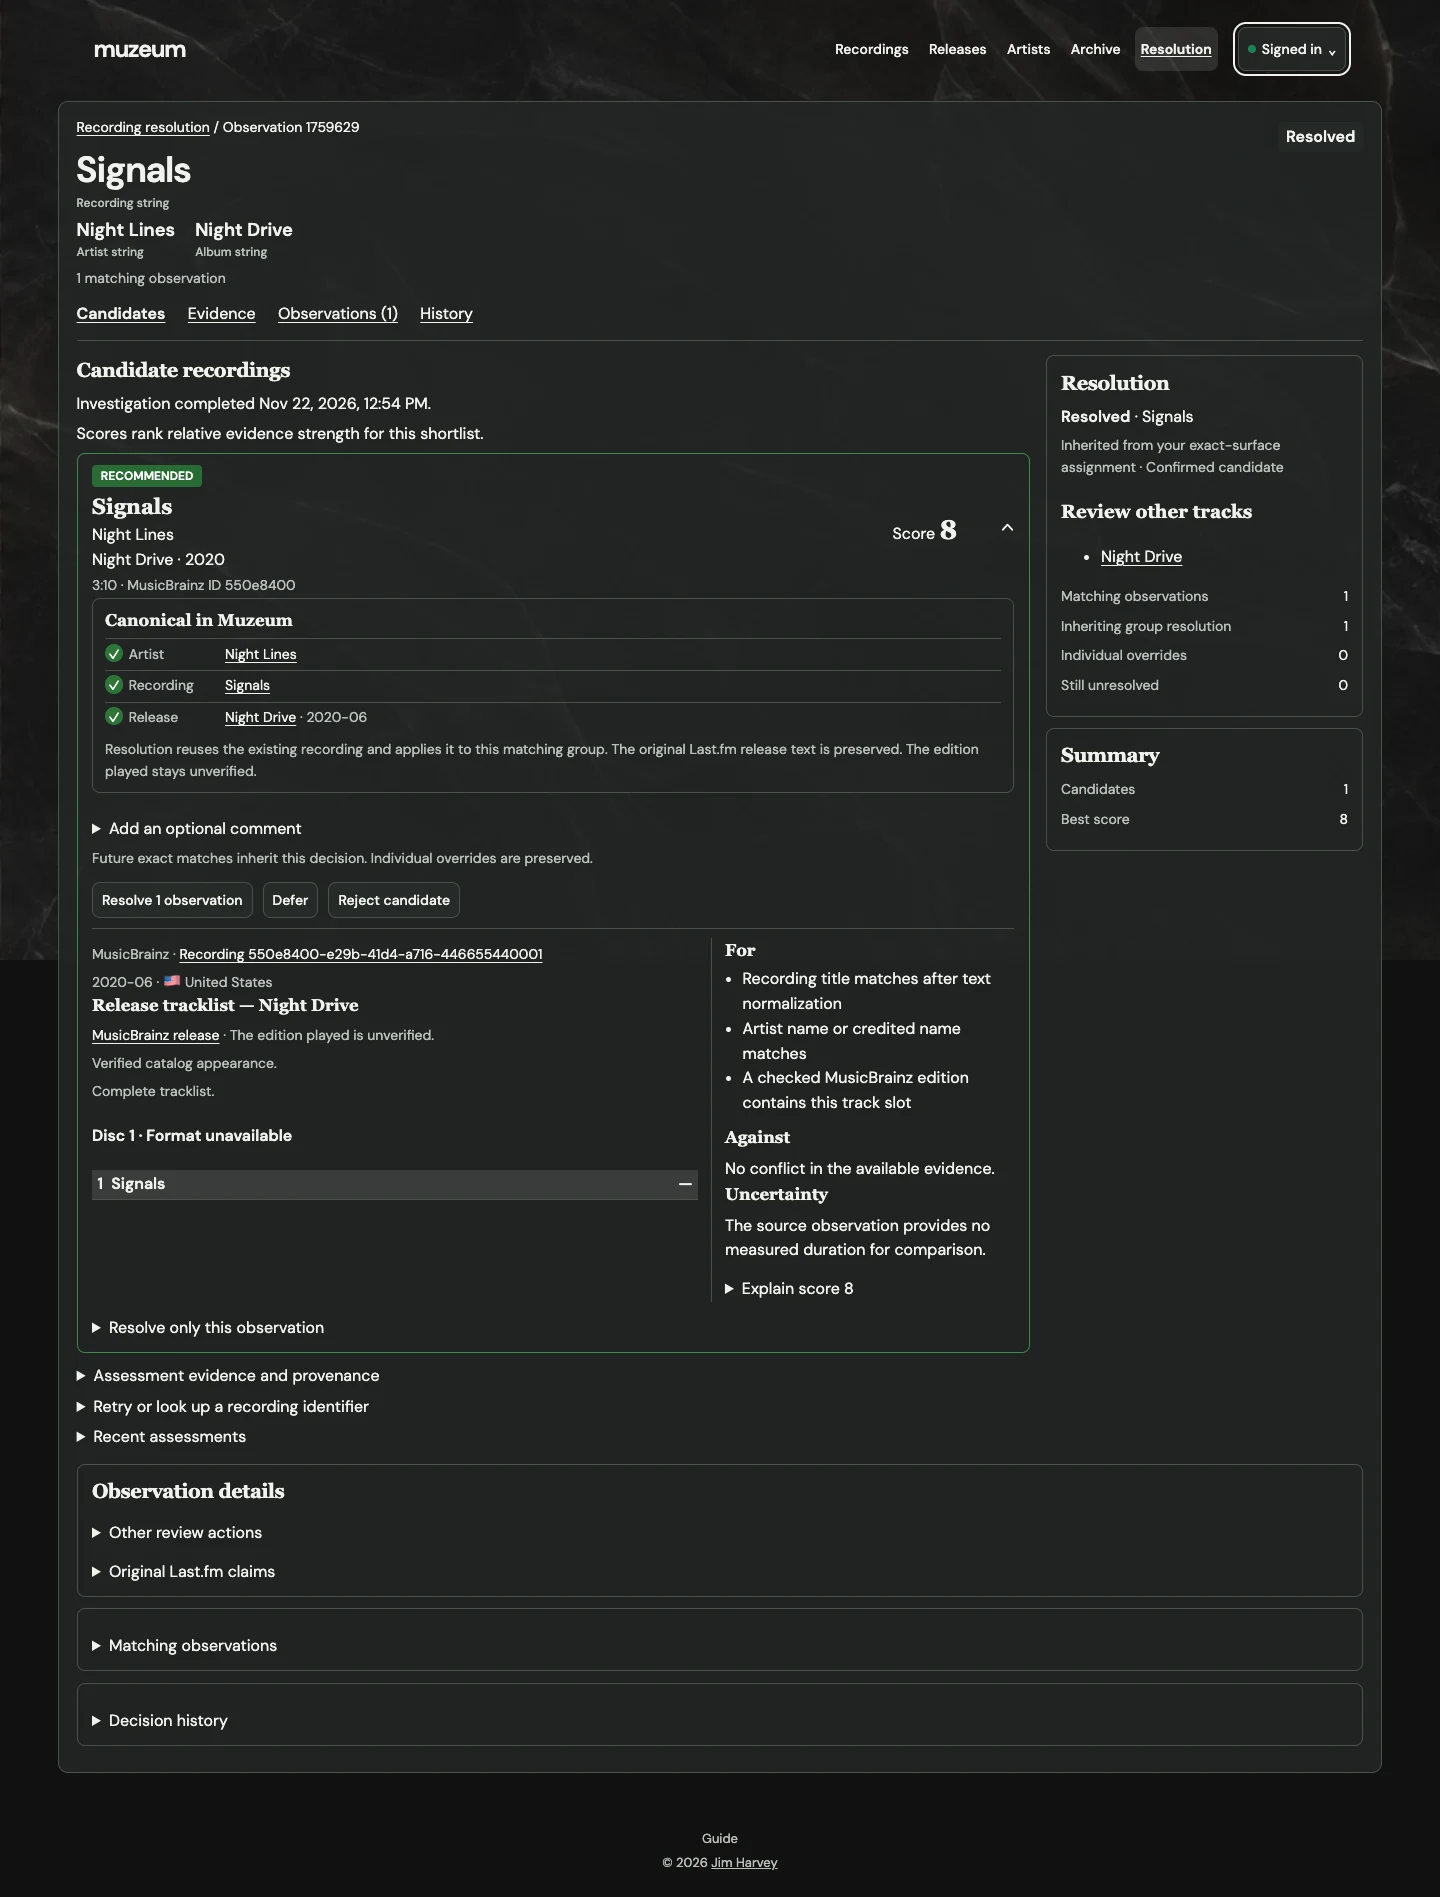 muzeum
Recordings Releases Artists Archive Resolution Signed in
Recording resolution / Observation 1759629
Resolved
Signals
Recording string
Night Lines Night Drive
Artist string Album string
1 matching observation
Candidates Evidence Observations (1) History
Candidate recordings
Investigation completed Nov 22, 2026, 12:54 PM.
Scores rank relative evidence strength for this shortlist.
RECOMMENDED
Signals
Night Lines
Night Drive · 2020
3:10 · MusicBrainz ID 550e8400
Score 8
Canonical in Muzeum
Artist Night Lines
Recording Signals
Release Night Drive · 2020-06
Resolution reuses the existing recording and applies it to this matching group. The original Last.fm release text is preserved. The edition
played stays unverified.
Add an optional comment
Future exact matches inherit this decision. Individual overrides are preserved.
Resolve 1 observation Defer Reject candidate
MusicBrainz · Recording 550e8400-e29b-41d4-a716-446655440001
2020-06 · 🇺🇸 United States
Release tracklist — Night Drive
MusicBrainz release · The edition played is unverified.
Verified catalog appearance.
Complete tracklist.
Disc 1 · Format unavailable
1 Signals —
For
• Recording title matches after text
normalization
• Artist name or credited name
matches
• A checked MusicBrainz edition
contains this track slot
Against
No conflict in the available evidence.
Uncertainty
The source observation provides no
measured duration for comparison.
Explain score 8
Resolve only this observation
Assessment evidence and provenance
Retry or look up a recording identifier
Recent assessments
Resolution
Resolved · Signals
Inherited from your exact-surface
assignment · Confirmed candidate
Review other tracks
• Night Drive
Matching observations 1
Inheriting group resolution 1
Individual overrides 0
Still unresolved 0
Summary
Candidates 1
Best score 8
Observation details
Other review actions
Original Last.fm claims
Matching observations
Decision history
Guide
© 2026 Jim Harvey